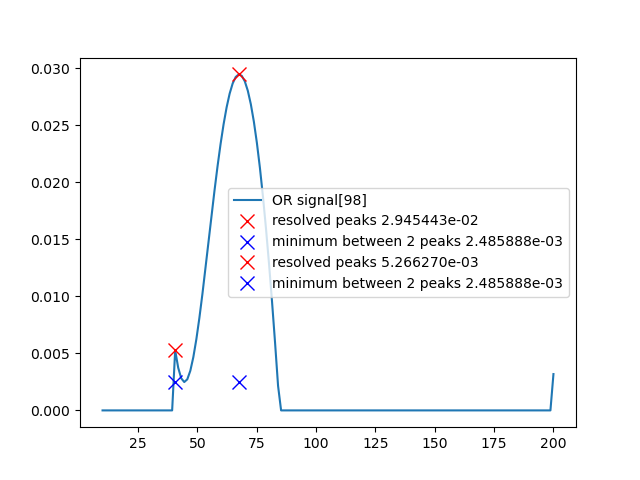 0.030
0.025
0.020
0.015
0.010
0.005
0.000
OR signal[98]
resolved peaks 2.945443e-02
minimum between 2 peaks 2.485888e-03
resolved peaks 5.266270e-03
minimum between 2 peaks 2.485888e-03
25 50 75 100 125 150 175 200